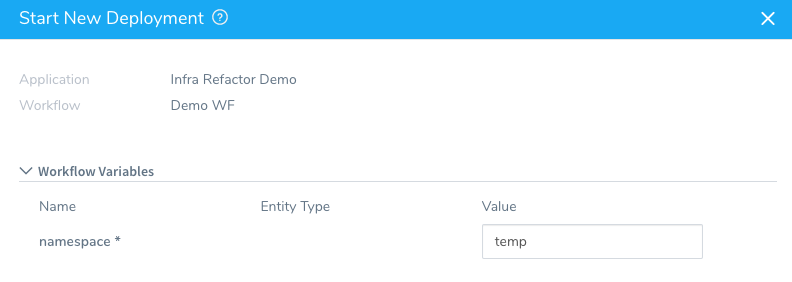 Start New Deployment ?
Application Infra Refactor Demo
Workflow Demo WF
Workflow Variables
Name Entity Type Value
namespace * temp